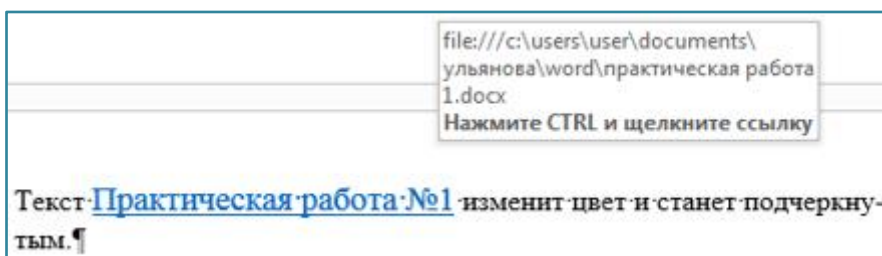 file:///c:\users\user\documents\
ульянова\word\практическая работа
1.docx
Нажмите CTRL и щелкните ссылку
Текст·Практическая·работа·№1·изменит·цвет·и·станет·подчеркну-
тым.¶